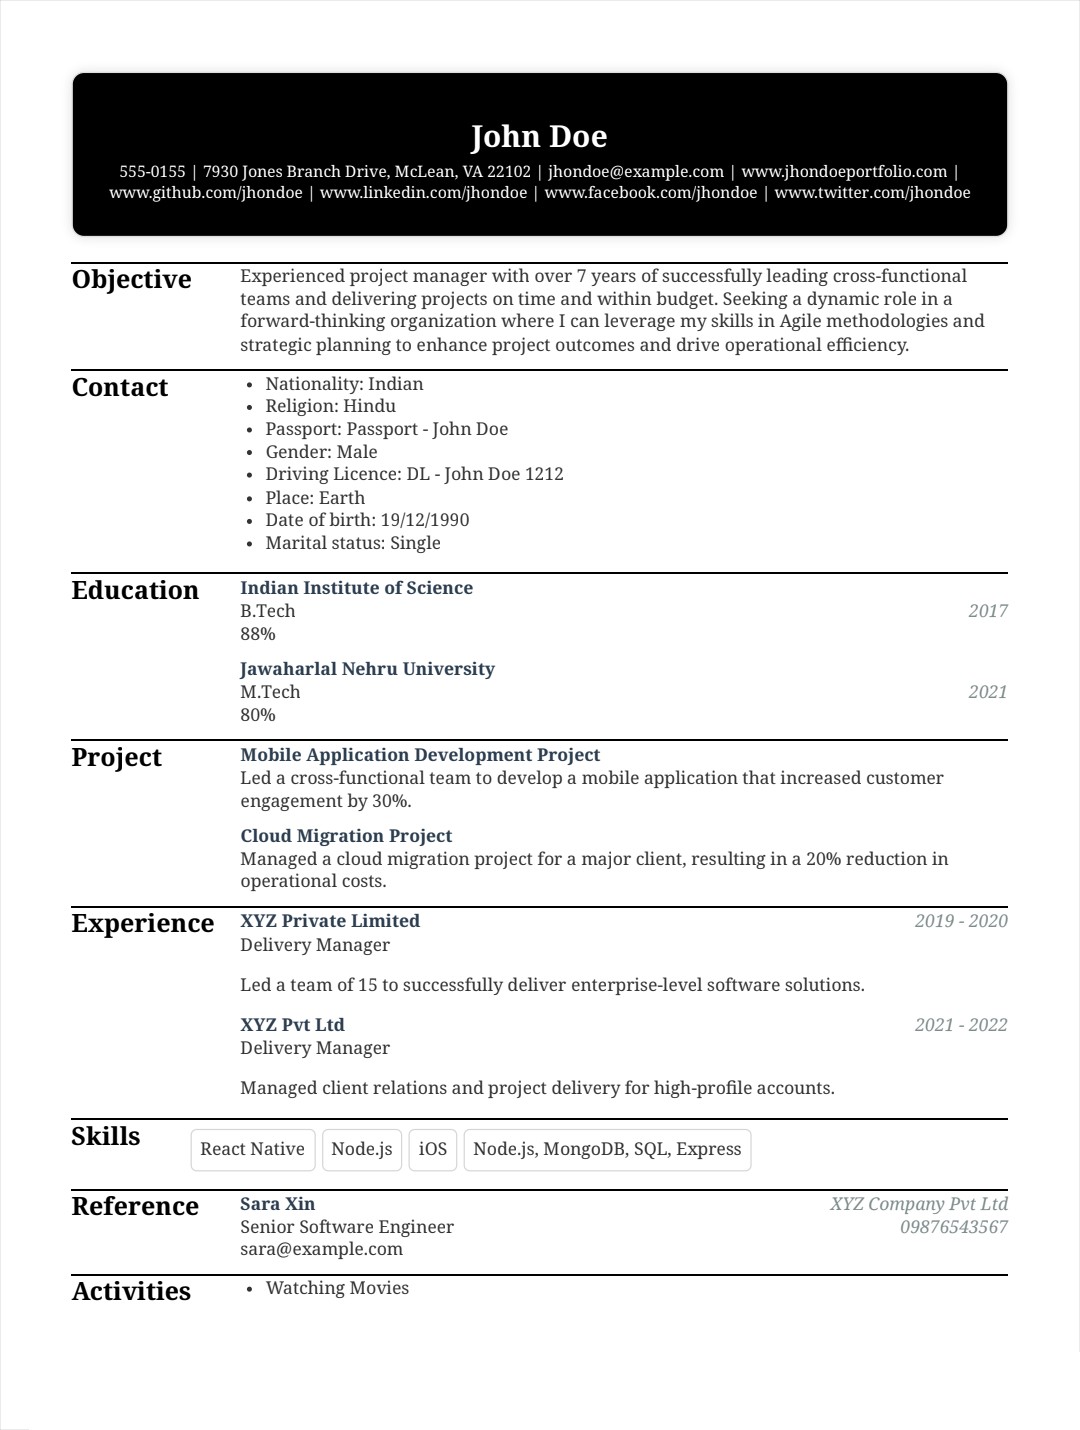 John Doe
555-0155 | 7930 Jones Branch Drive, McLean, VA 22102 | jhondoe@example.com | www.jhondoeportfolio.com |
www.github.com/jhondoe | www.linkedin.com/jhondoe | www.facebook.com/jhondoe | www.twitter.com/jhondoe
Objective
Experienced project manager with over 7 years of successfully leading cross-functional
teams and delivering projects on time and within budget. Seeking a dynamic role in a
forward-thinking organization where I can leverage my skills in Agile methodologies and
strategic planning to enhance project outcomes and drive operational efficiency.
Contact
• Nationality: Indian
• Religion: Hindu
• Passport: Passport - John Doe
• Gender: Male
• Driving Licence: DL - John Doe 1212
• Place: Earth
• Date of birth: 19/12/1990
• Marital status: Single
Education
Indian Institute of Science
B.Tech 2017
88%
Jawaharlal Nehru University
M.Tech 2021
80%
Project
Mobile Application Development Project
Led a cross-functional team to develop a mobile application that increased customer
engagement by 30%.
Cloud Migration Project
Managed a cloud migration project for a major client, resulting in a 20% reduction in
operational costs.
Experience
XYZ Private Limited 2019 - 2020
Delivery Manager
Led a team of 15 to successfully deliver enterprise-level software solutions.
XYZ Pvt Ltd 2021 - 2022
Delivery Manager
Managed client relations and project delivery for high-profile accounts.
Skills
React Native Node.js iOS Node.js, MongoDB, SQL, Express
Reference
Sara Xin XYZ Company Pvt Ltd
Senior Software Engineer 09876543567
sara@example.com
Activities
• Watching Movies